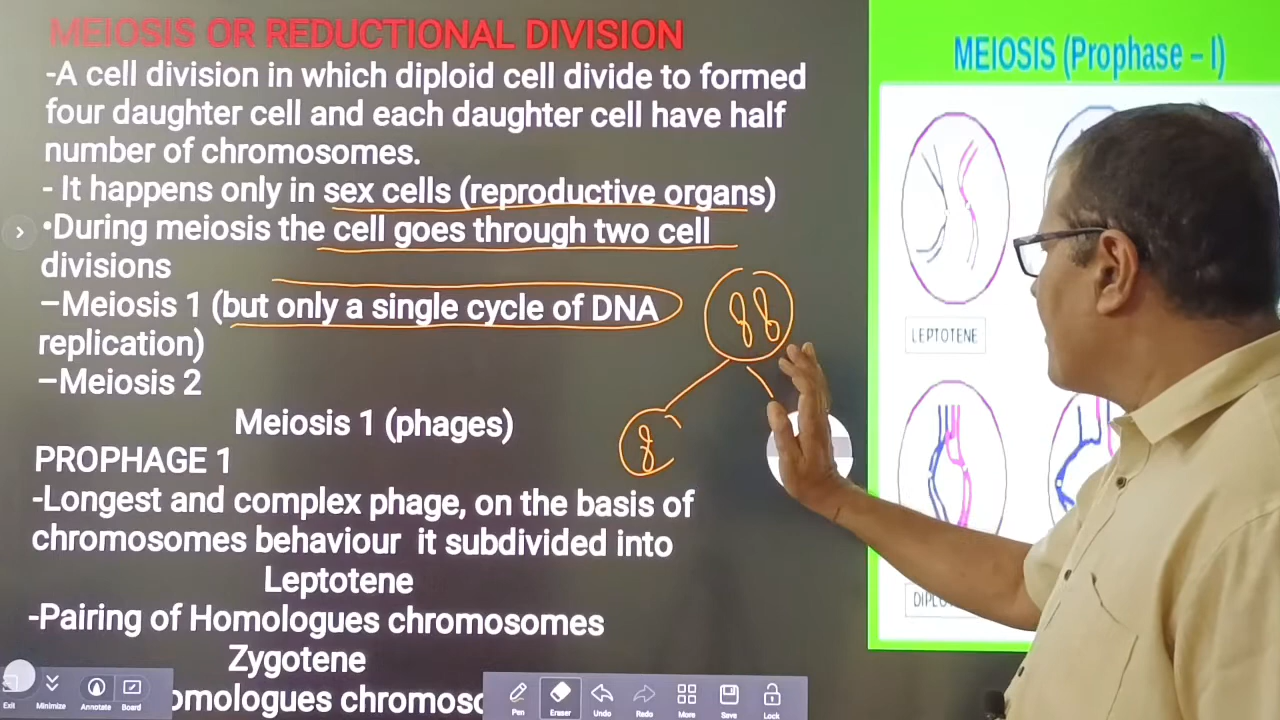 MEIOSIS OR REDUCTIONAL DIVISION
-A cell division in which diploid cell divide to formed
four daughter cell and each daughter cell have half
number of chromosomes.
- It happens only in sex cells (reproductive organs)
•During meiosis the cell goes through two cell
divisions
–Meiosis 1 (but only a single cycle of DNA
replication)
–Meiosis 2
Meiosis 1 (phages)
PROPHAGE 1
-Longest and complex phage, on the basis of
chromosomes behaviour it subdivided into
Leptotene
-Pairing of Homologues chromosomes
Zygotene
omologues chromoso
MEIOSIS (Prophase – I)
LEPTOTENE
Exit
Minimize
Annotate
Board
Pen
Eraser
Undo
Redo
More
Save
Lock